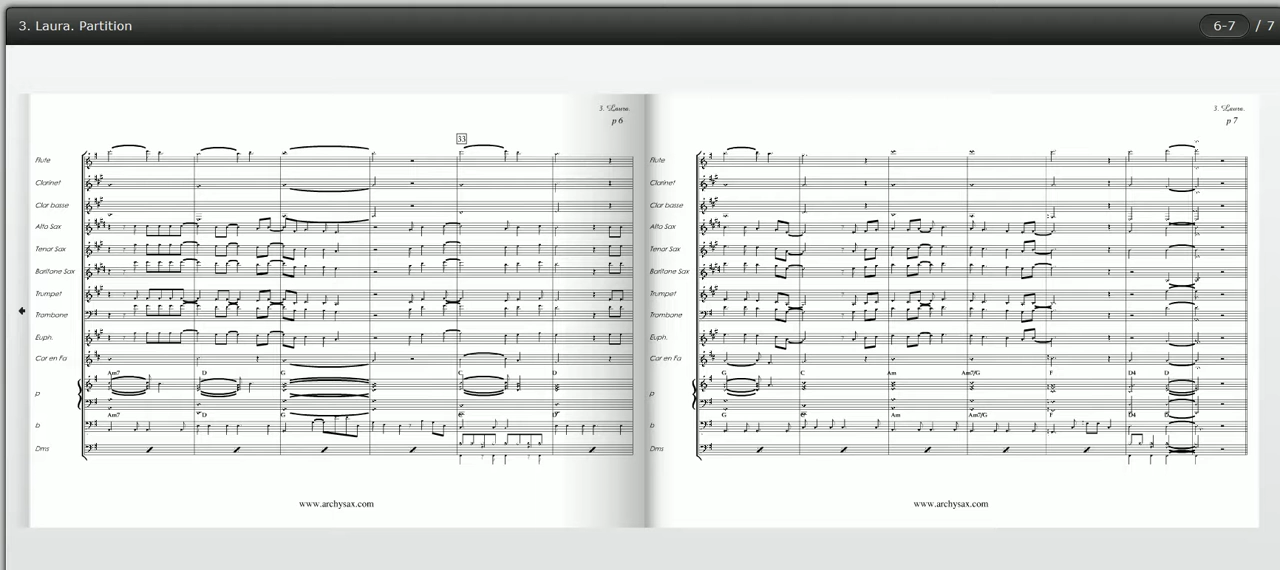 3. Laura. Partition
6-7 / 7
3. Laura.
p 6
33
Flute
Clarinet
Clar basse
Alto Sax
Tenor Sax
Baritone Sax
Trumpet
Trombone
Euph.
Cor en Fa
Am7 D G C D
p
Am7 D G C D
b
Dms
www.archysax.com
3. Laura.
p 7
Flute
Clarinet
Clar basse
Alto Sax
Tenor Sax
Baritone Sax
Trumpet
Trombone
Euph.
Cor en Fa
G C Am Am7/G F D4 D
p
G C Am Am7/G F D4 D
b
Dms
www.archysax.com